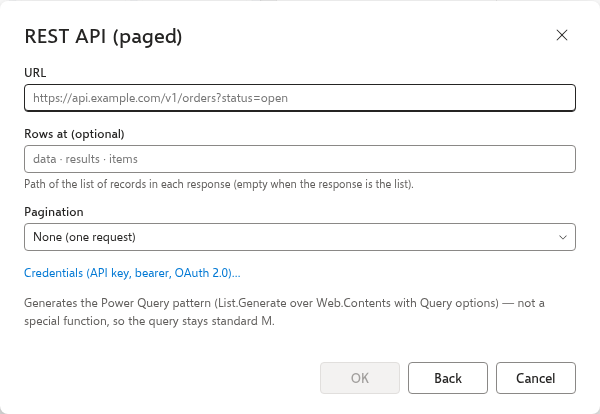 REST API (paged)
URL
https://api.example.com/v1/orders?status=open
Rows at (optional)
data · results · items
Path of the list of records in each response (empty when the response is the list).
Pagination
None (one request)
Credentials (API key, bearer, OAuth 2.0)...
Generates the Power Query pattern (List.Generate over Web.Contents with Query options) — not a
special function, so the query stays standard M.
OK
Back
Cancel